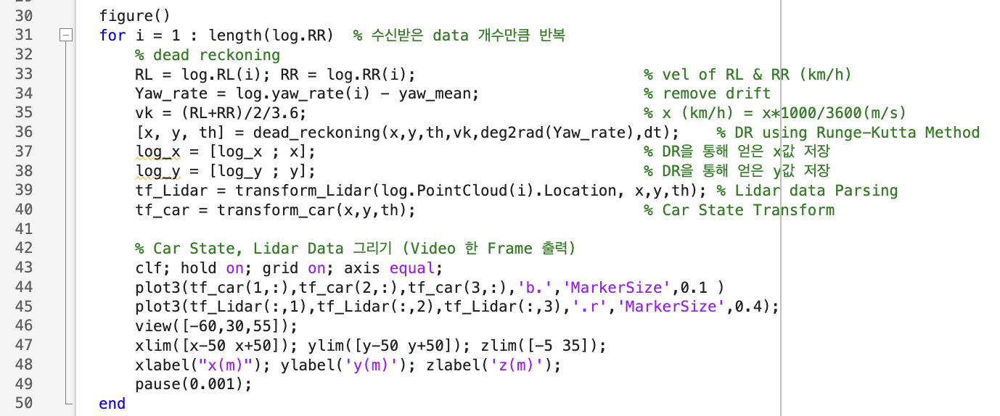 30 figure()
31 for i = 1 : length(log.RR) % 수신받은 data 개수만큼 반복
32 % dead reckoning
33 RL = log.RL(i); RR = log.RR(i); % vel of RL & RR (km/h)
34 Yaw_rate = log.yaw_rate(i) - yaw_mean; % remove drift
35 vk = (RL+RR)/2/3.6; % x (km/h) = x*1000/3600(m/s)
36 [x, y, th] = dead_reckoning(x,y,th,vk,deg2rad(Yaw_rate),dt); % DR using Runge-Kutta Method
37 log_x = [log_x ; x]; % DR을 통해 얻은 x값 저장
38 log_y = [log_y ; y]; % DR을 통해 얻은 y값 저장
39 tf_Lidar = transform_Lidar(log.PointCloud(i).Location, x,y,th); % Lidar data Parsing
40 tf_car = transform_car(x,y,th); % Car State Transform
41
42 % Car State, Lidar Data 그리기 (Video 한 Frame 출력)
43 clf; hold on; grid on; axis equal;
44 plot3(tf_car(1,:),tf_car(2,:),tf_car(3,:),'b.','MarkerSize',0.1 )
45 plot3(tf_Lidar(:,1),tf_Lidar(:,2),tf_Lidar(:,3),'.r','MarkerSize',0.4);
46 view([-60,30,55]);
47 xlim([x-50 x+50]); ylim([y-50 y+50]); zlim([-5 35]);
48 xlabel("x(m)"); ylabel('y(m)'); zlabel('z(m)');
49 pause(0.001);
50 end